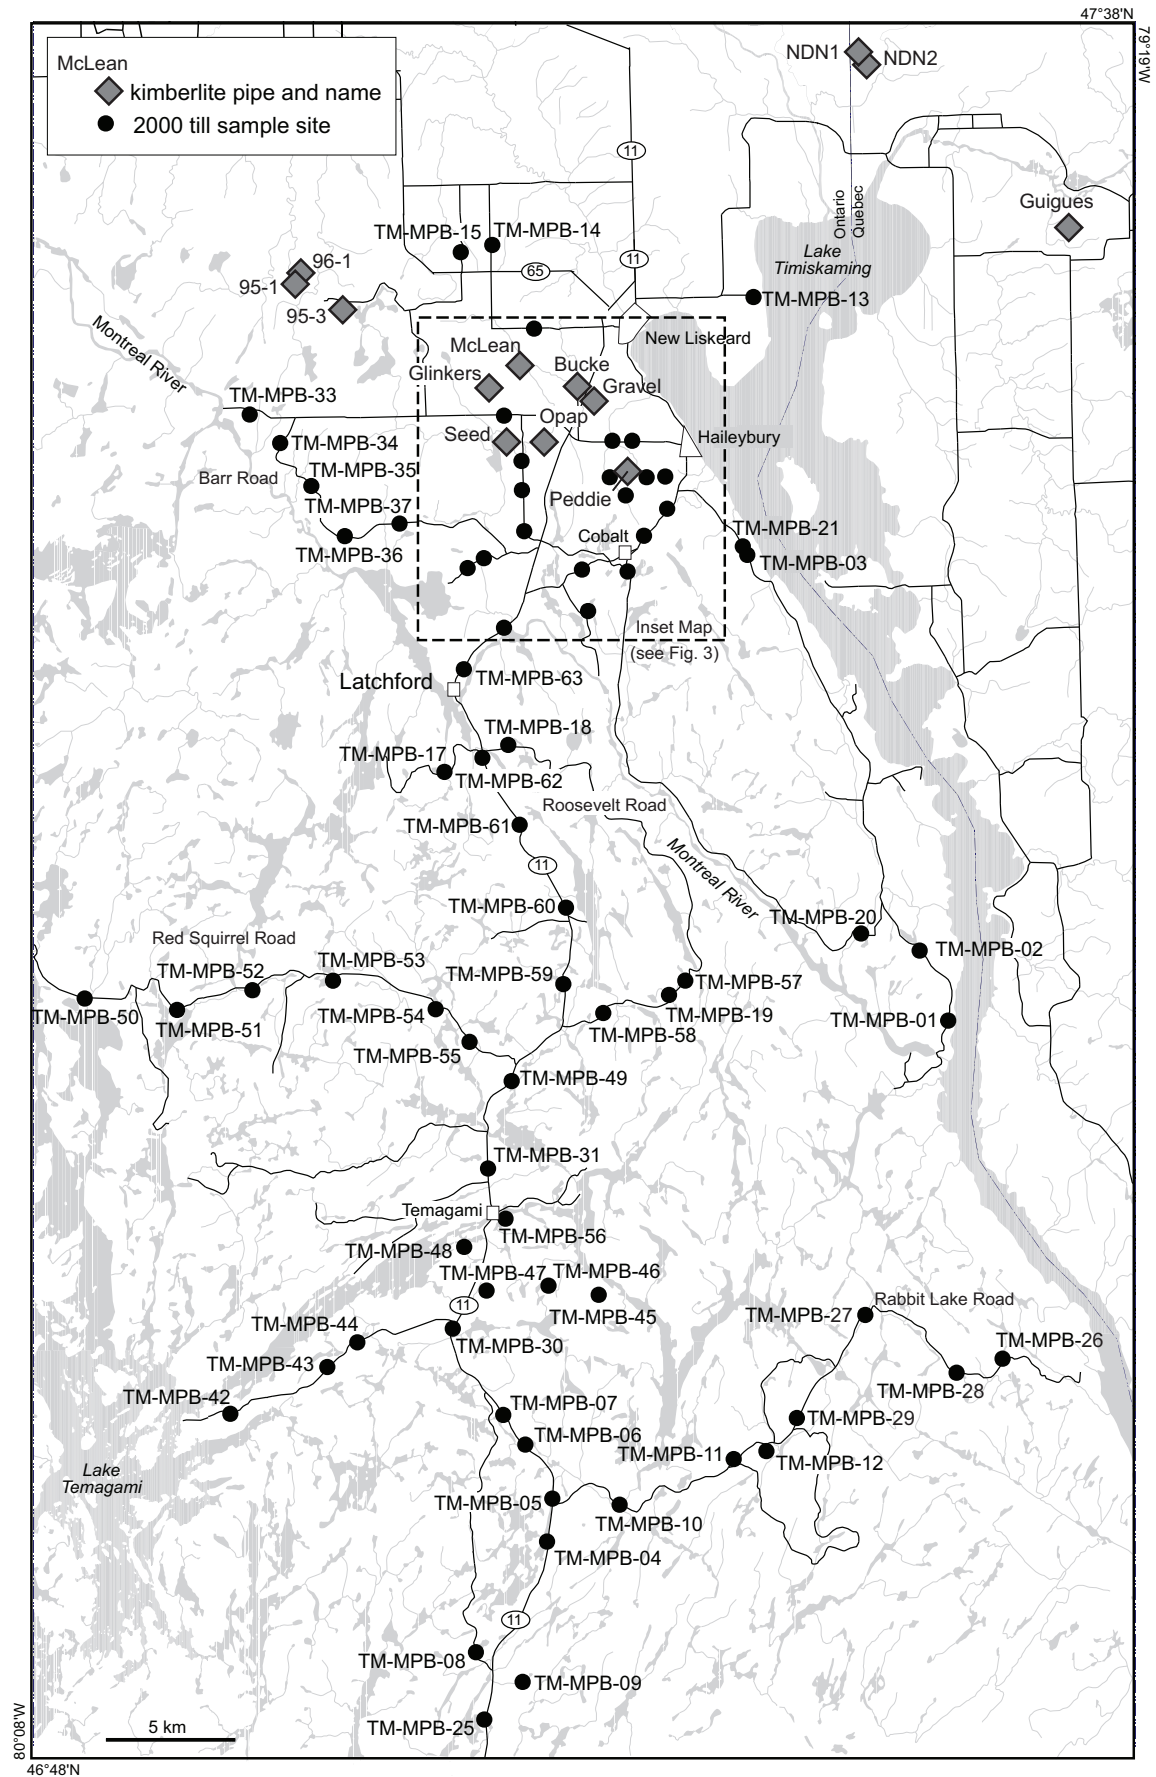 47°38'N
79°19'W
McLean
kimberlite pipe and name
2000 till sample site
NDN1
NDN2
11
Guigues
Ontario
Quebec
TM-MPB-15
TM-MPB-14
Lake
Timiskaming
96-1
95-1
95-3
65
11
TM-MPB-13
Montreal River
New Liskeard
McLean
Glinkers
Bucke
Gravel
TM-MPB-33
Opap
Seed
Haileybury
TM-MPB-34
TM-MPB-35
Barr Road
TM-MPB-37
Peddie
TM-MPB-36
Cobalt
TM-MPB-21
TM-MPB-03
Inset Map
(see Fig. 3)
Latchford
TM-MPB-63
TM-MPB-18
TM-MPB-17
TM-MPB-62
Roosevelt Road
TM-MPB-61
11
Montreal River
TM-MPB-60
TM-MPB-20
TM-MPB-02
Red Squirrel Road
TM-MPB-53
TM-MPB-52
TM-MPB-59
TM-MPB-57
TM-MPB-50
TM-MPB-51
TM-MPB-54
TM-MPB-19
TM-MPB-01
TM-MPB-58
TM-MPB-55
TM-MPB-49
TM-MPB-31
Temagami
TM-MPB-56
TM-MPB-48
TM-MPB-47
TM-MPB-46
11
TM-MPB-45
Rabbit Lake Road
TM-MPB-27
TM-MPB-44
TM-MPB-30
TM-MPB-26
TM-MPB-43
TM-MPB-28
TM-MPB-42
TM-MPB-07
TM-MPB-29
TM-MPB-06
TM-MPB-11
TM-MPB-12
Lake
Temagami
TM-MPB-05
TM-MPB-10
TM-MPB-04
11
TM-MPB-08
TM-MPB-09
TM-MPB-25
5 km
80°08'W
46°48'N